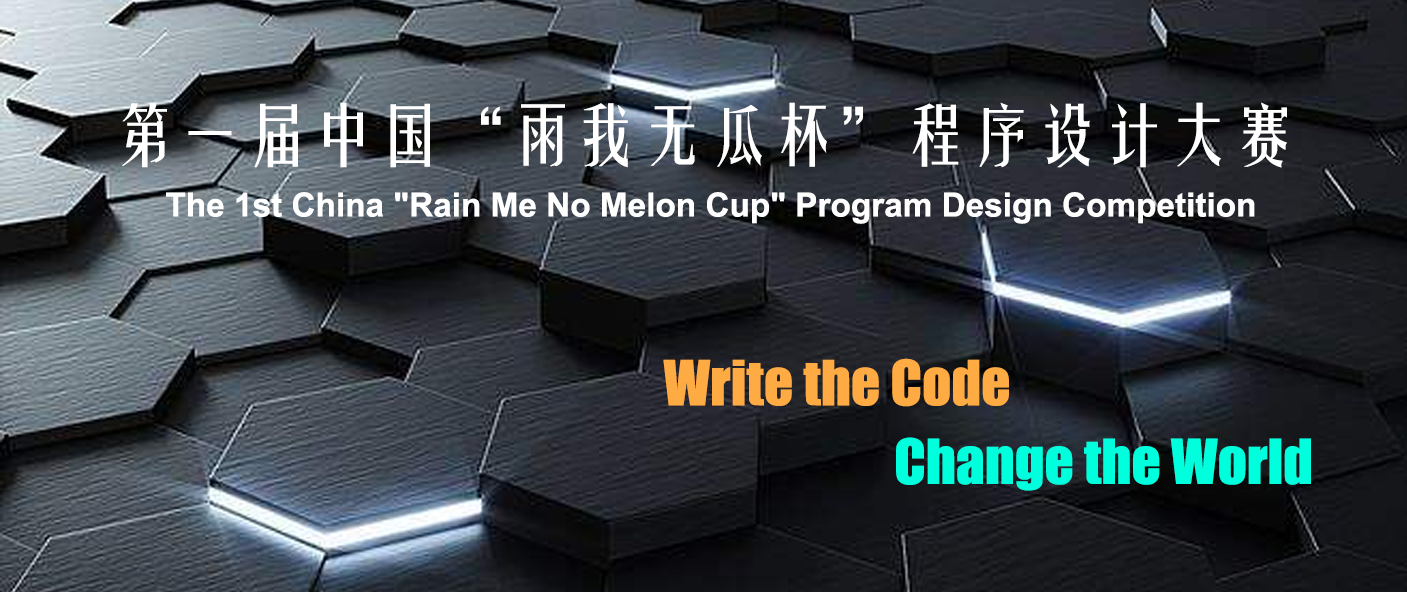 第一届中国“雨我无瓜杯”程序设计大赛
The 1st China "Rain Me No Melon Cup" Program Design Competition
Write the Code
Change the World